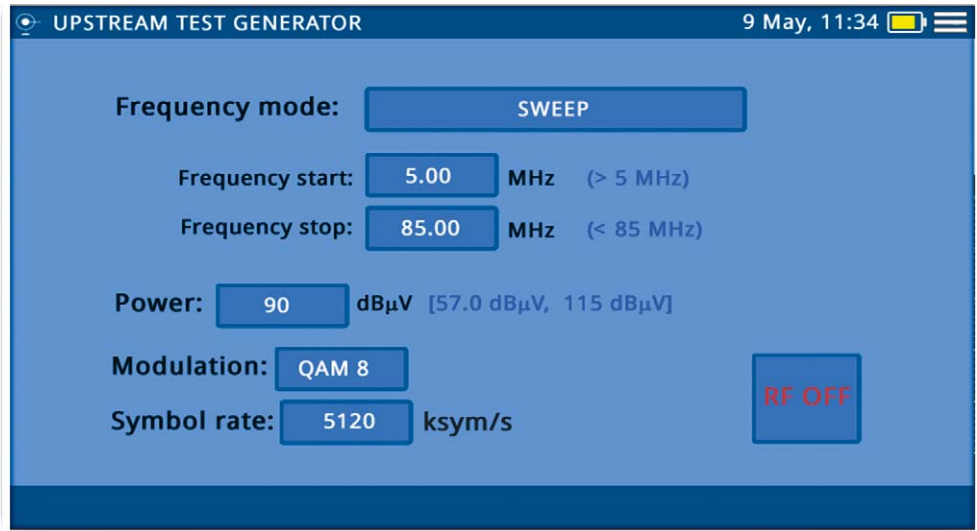 UPSTREAM TEST GENERATOR 9 May, 11:34
Frequency mode: SWEEP
Frequency start: 5.00 MHz (> 5 MHz)
Frequency stop: 85.00 MHz (< 85 MHz)
Power: 90 dBµV [57.0 dBµV, 115 dBµV]
Modulation: QAM 8
RF OFF
Symbol rate: 5120 ksym/s